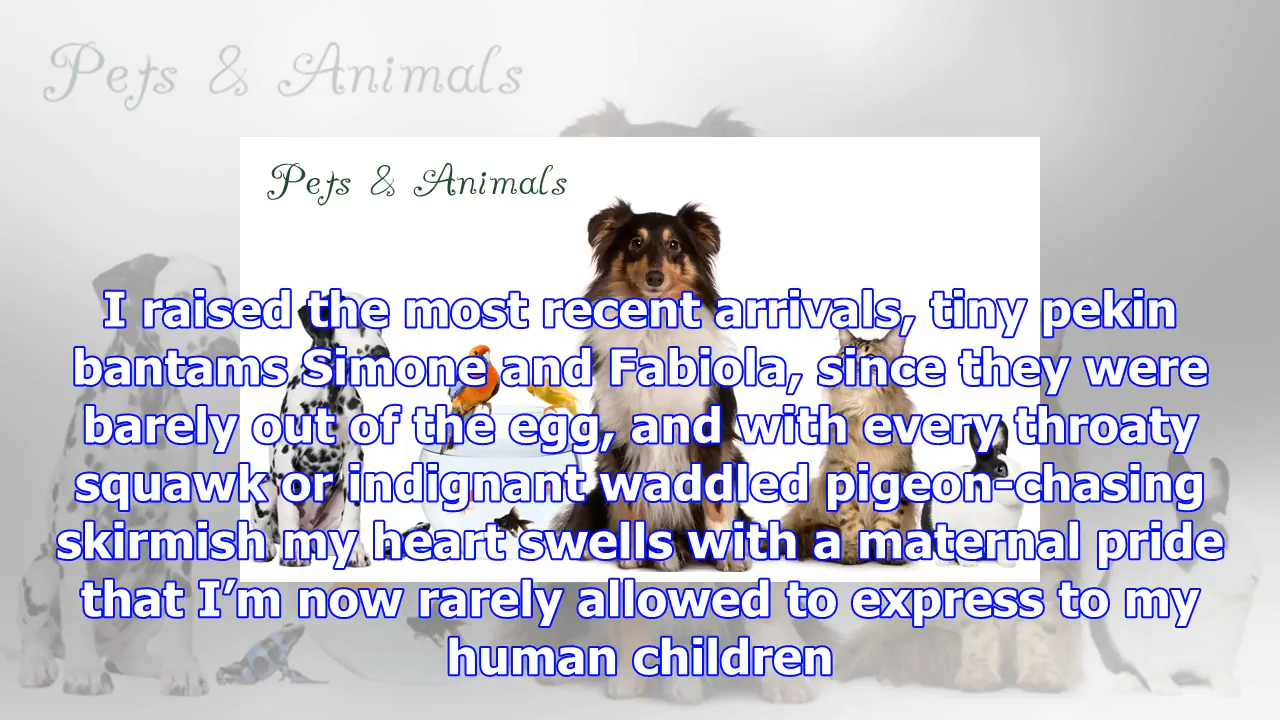 Pets & Animals
Pets & Animals
I raised the most recent arrivals, tiny pekin
bantams Simone and Fabiola, since they were
barely out of the egg, and with every throaty
squawk or indignant waddled pigeon-chasing
skirmish my heart swells with a maternal pride
that I’m now rarely allowed to express to my
human children